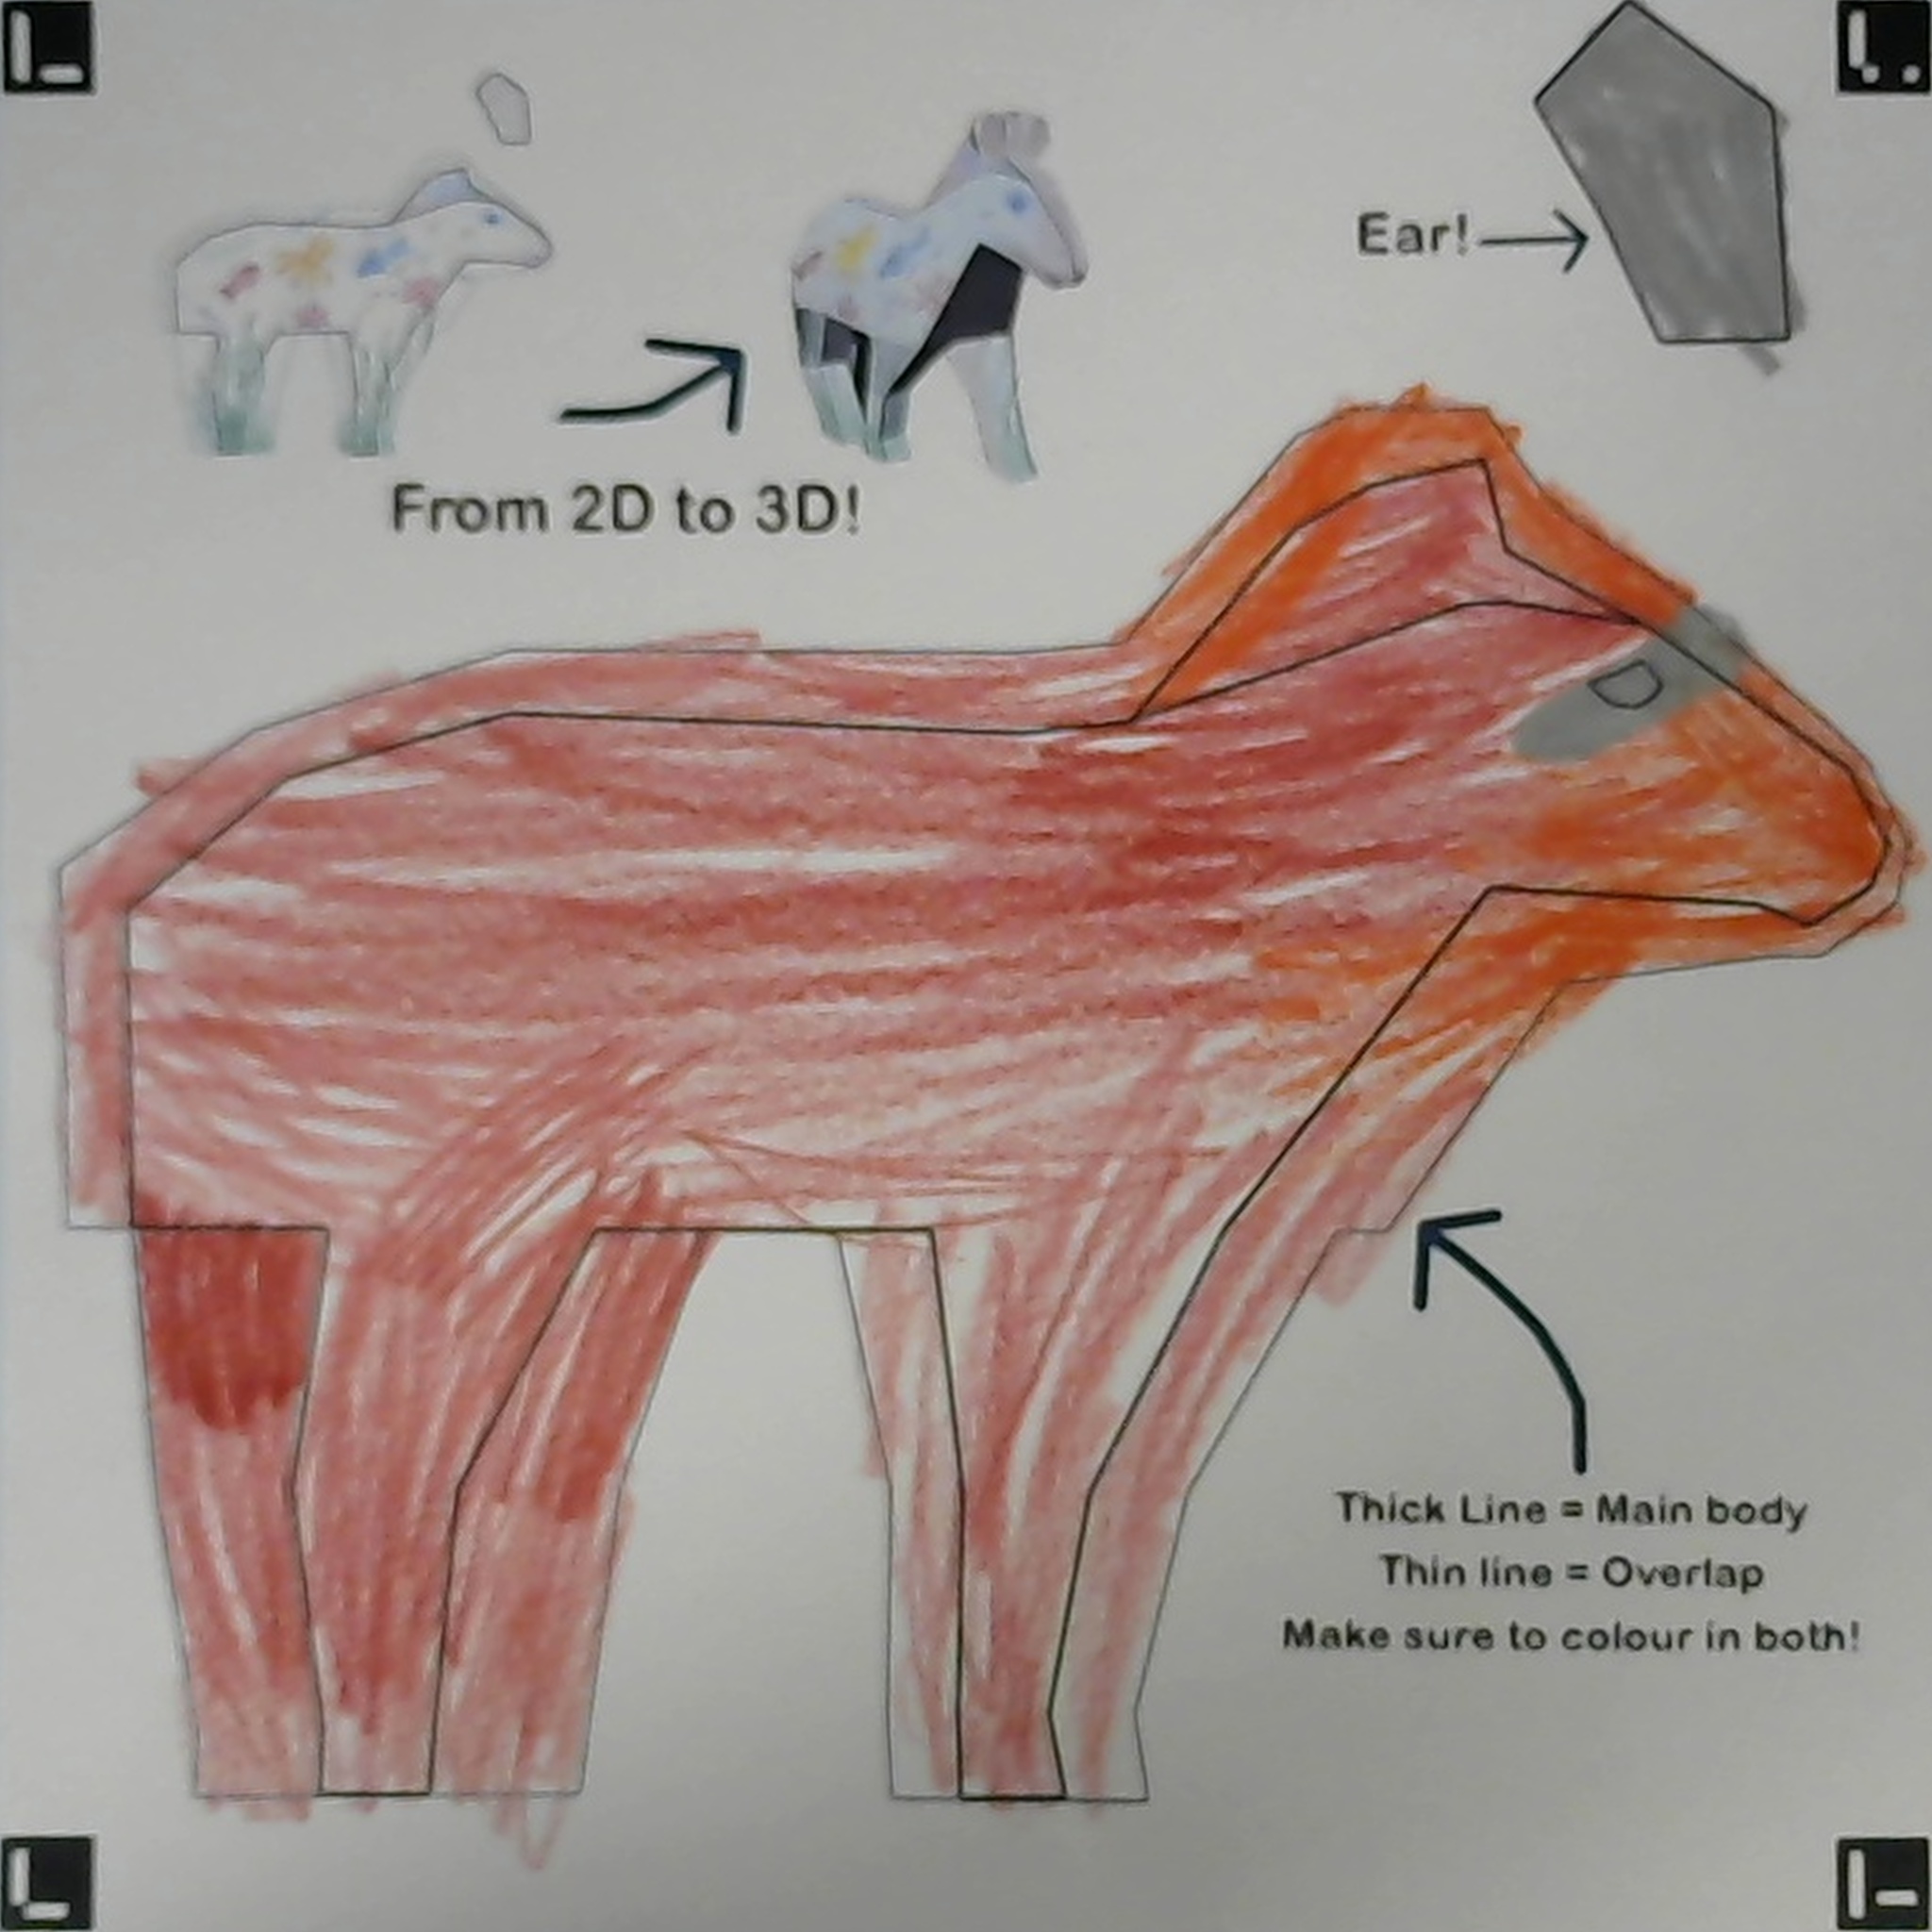 Ear!
From 2D to 3D!
Thick Line = Main body
Thin line = Overlap
Make sure to colour in both!